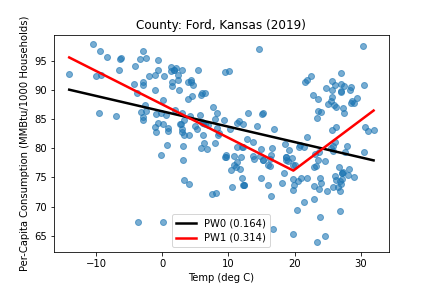 County: Ford, Kansas (2019)
Per-Capita Consumption (MMBtu/1000 Households)
95
90
85
80
75
70
65
PW0 (0.164)
PW1 (0.314)
−10 0 10 20 30
Temp (deg C)